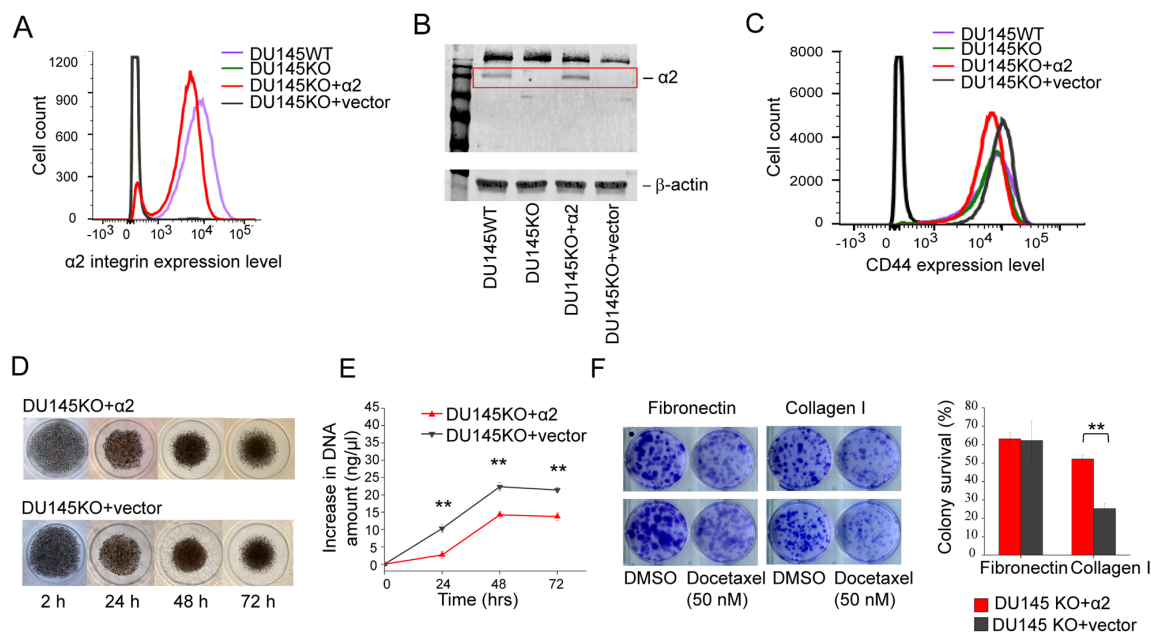 A
DU145WT
DU145KO
DU145KO+α2
DU145KO+vector
1200
900
600
300
0
Cell count
-10³ 0 10³ 10⁴ 10⁵
α2 integrin expression level
B
– α2
– β-actin
DU145WT
DU145KO
DU145KO+α2
DU145KO+vector
C
DU145WT
DU145KO
DU145KO+α2
DU145KO+vector
8000
6000
4000
2000
0
Cell count
-10³ 0 10³ 10⁴ 10⁵
CD44 expression level
D
DU145KO+α2
DU145KO+vector
2 h 24 h 48 h 72 h
E
DU145KO+α2
DU145KO+vector
45
40
35
30
25
20
15
10
5
0
Increase in DNA
amount (ng/µl)
** ** **
0 24 48 72
Time (hrs)
F
Fibronectin Collagen I
DMSO Docetaxel DMSO Docetaxel
(50 nM) (50 nM)
Colony survival (%)
80
70
60
50
40
30
20
10
0
**
Fibronectin Collagen I
DU145 KO+α2
DU145 KO+vector